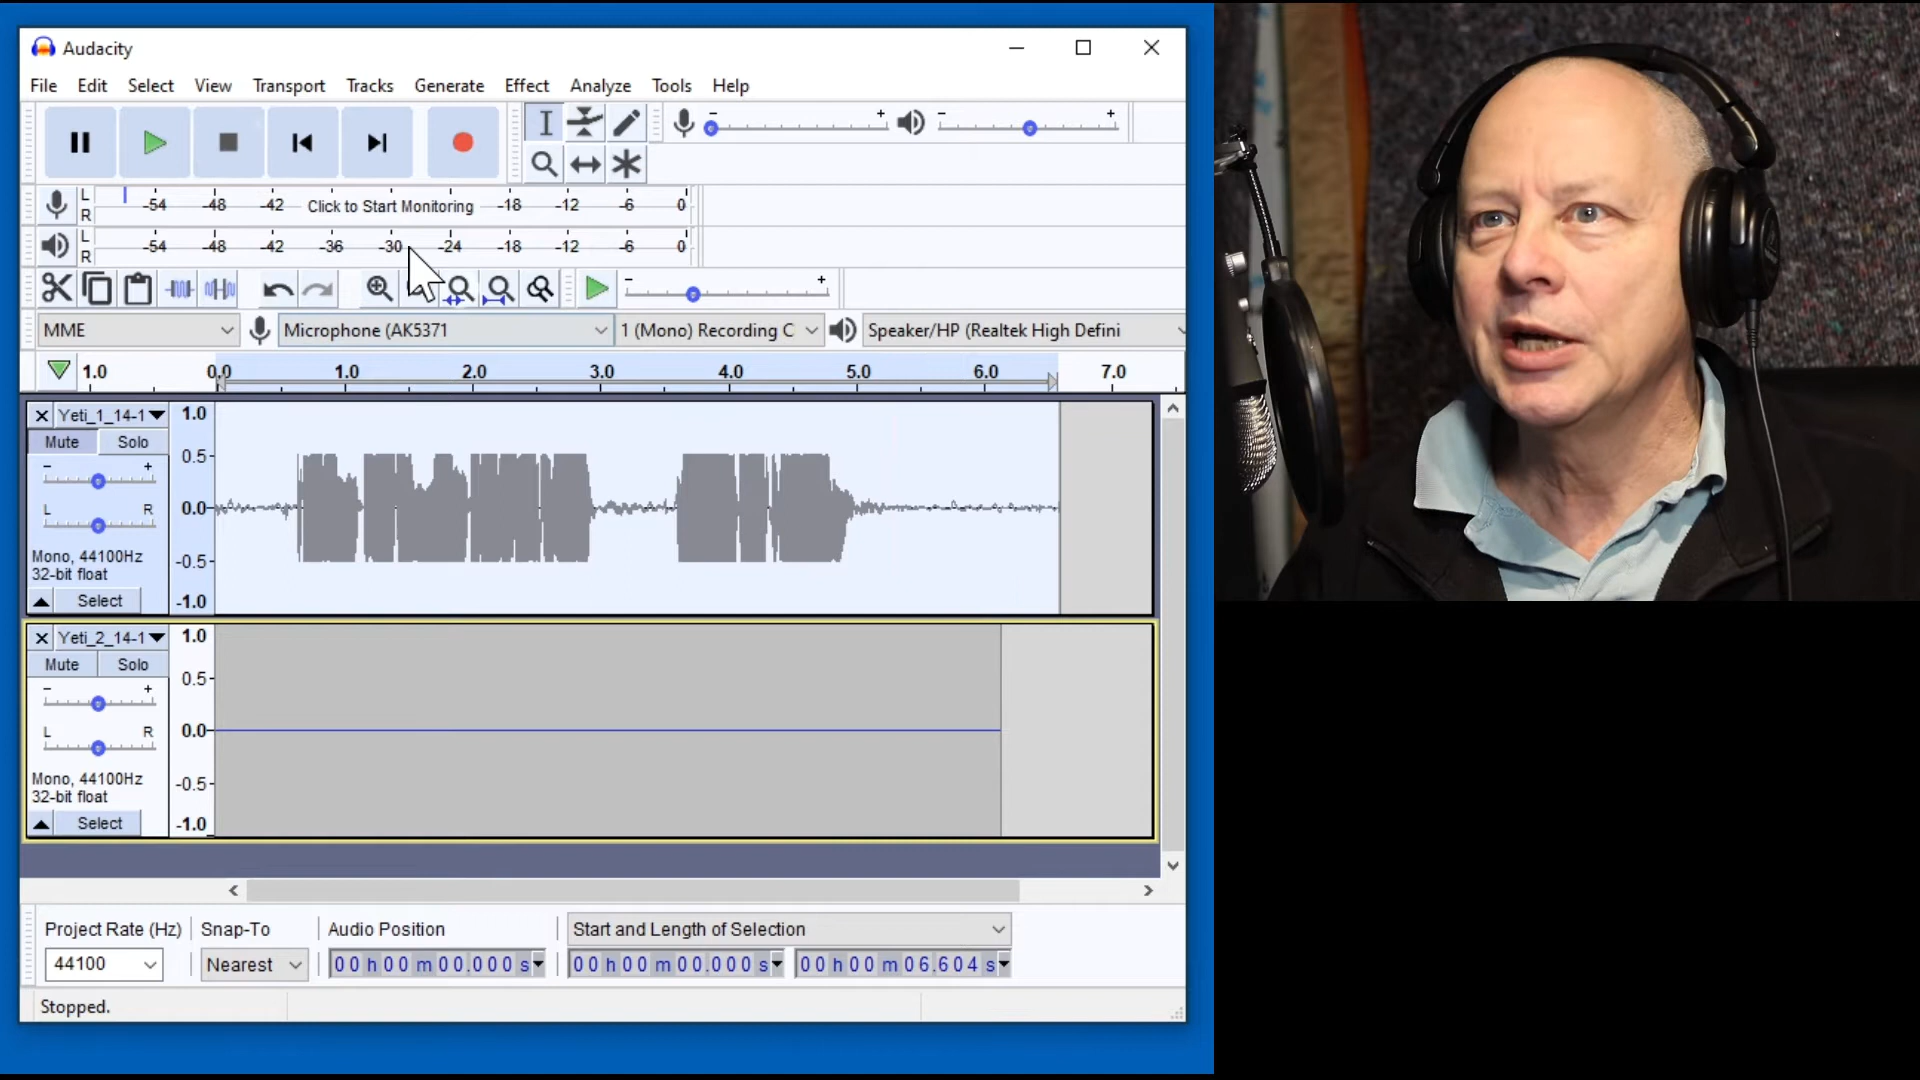 Audacity
File Edit Select View Transport Tracks Generate Effect Analyze Tools Help
- + - +
L R -54 -48 -42 Click to Start Monitoring -18 -12 -6 0
L R -54 -48 -42 -36 -30 -24 -18 -12 -6 0
- +
MME Microphone (AK5371 1 (Mono) Recording C Speaker/HP (Realtek High Defini
1.0 0.0 1.0 2.0 3.0 4.0 5.0 6.0 7.0
Yeti_1_14-1 1.0
Mute Solo
- + 0.5
L R 0.0
Mono, 44100Hz -0.5
32-bit float
Select -1.0
Yeti_2_14-1 1.0
Mute Solo
- + 0.5
L R 0.0
Mono, 44100Hz -0.5
32-bit float
Select -1.0
Project Rate (Hz) Snap-To Audio Position Start and Length of Selection
44100 Nearest 00 h 00 m 00.000 s 00 h 00 m 00.000 s 00 h 00 m 06.604 s
Stopped.